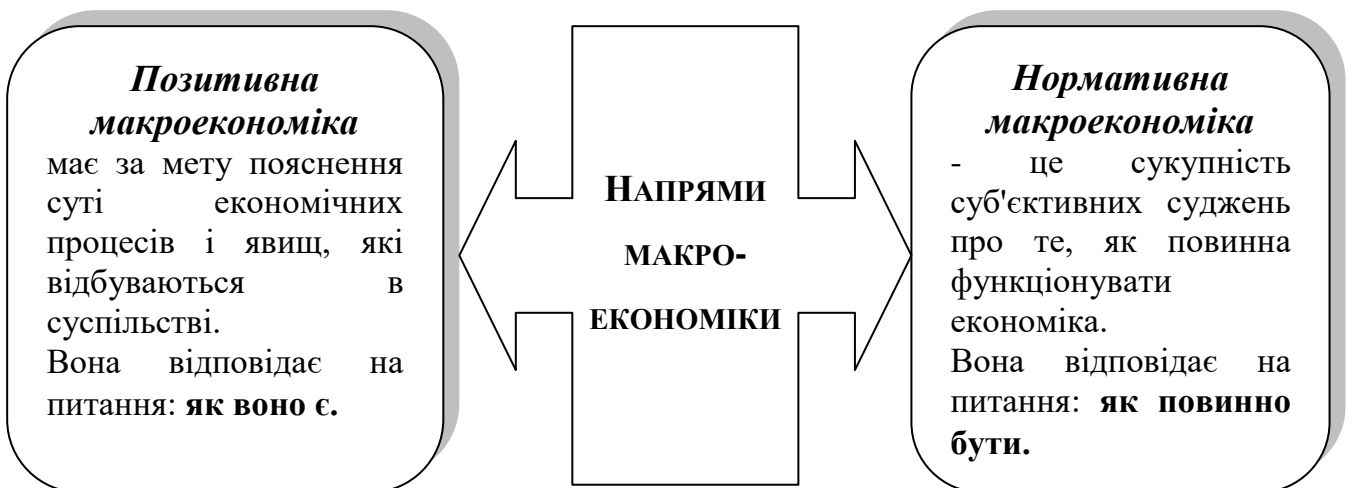 Позитивна
макроекономіка
має за мету пояснення
суті економічних
процесів і явищ, які
відбуваються в
суспільстві.
Вона відповідає на
питання: як воно є.
НАПРЯМИ
МАКРО-
ЕКОНОМІКИ
Нормативна
макроекономіка
- це сукупність
суб'єктивних суджень
про те, як повинна
функціонувати
економіка.
Вона відповідає на
питання: як повинно
бути.